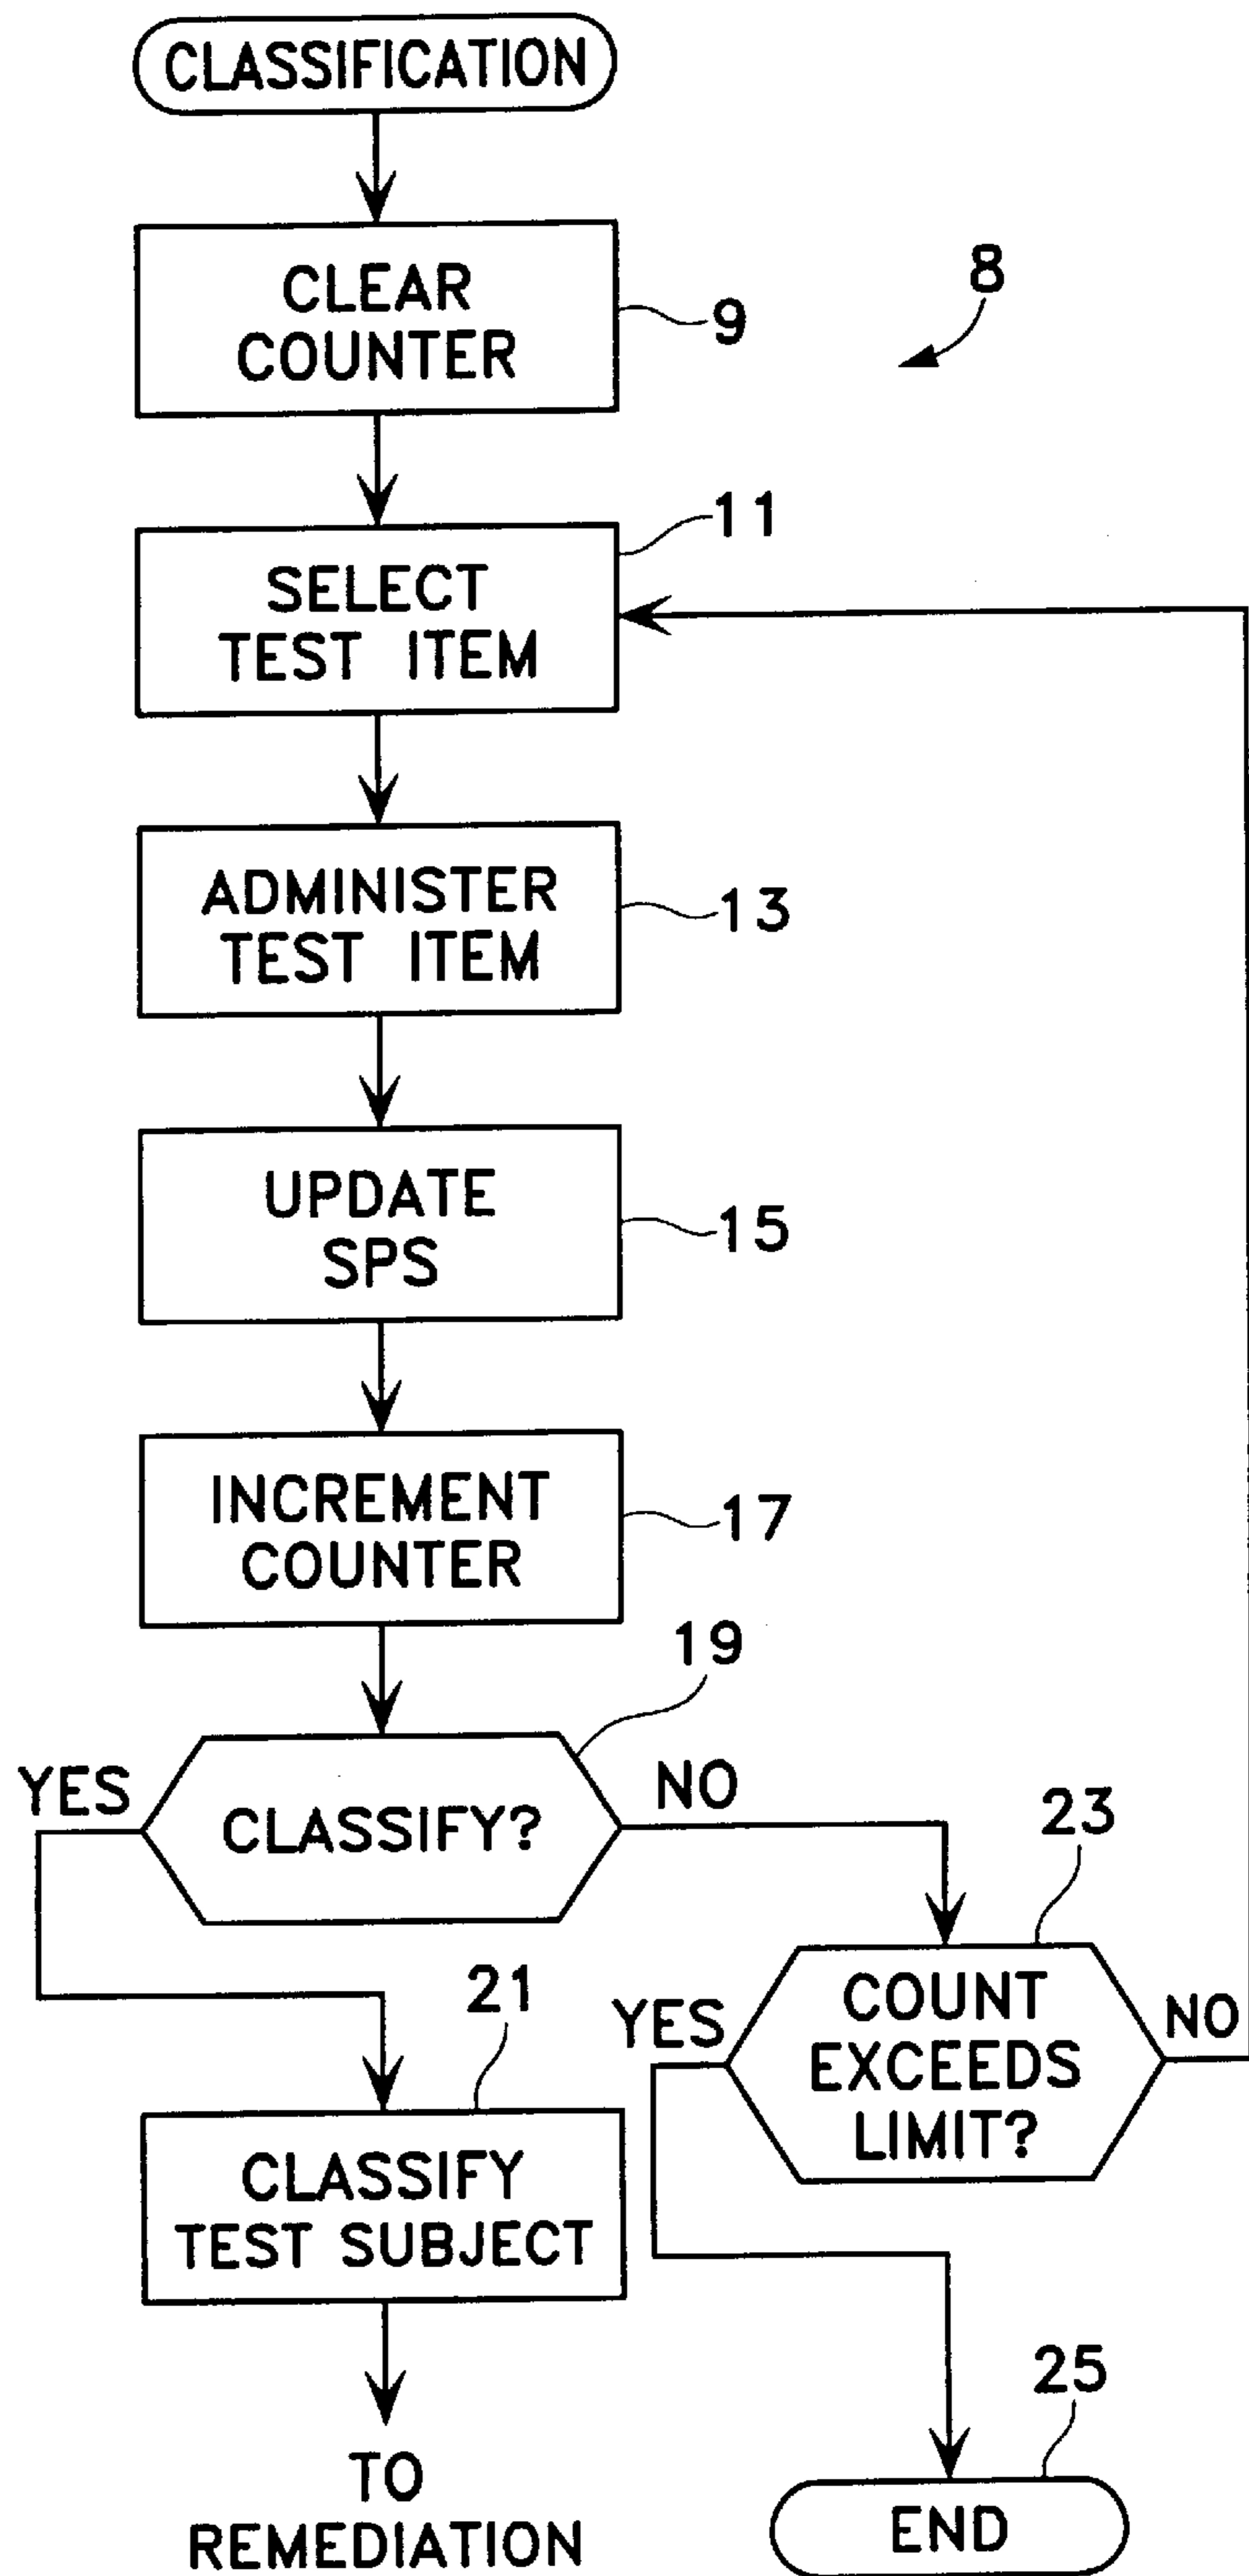 CLASSIFICATION
CLEAR
COUNTER
9
8
11
SELECT
TEST ITEM
ADMINISTER
TEST ITEM
13
UPDATE
SPS
15
INCREMENT
COUNTER
17
19
YES
CLASSIFY?
NO
23
YES
COUNT
EXCEEDS
LIMIT?
NO
21
CLASSIFY
TEST SUBJECT
TO
REMEDIATION
25
END